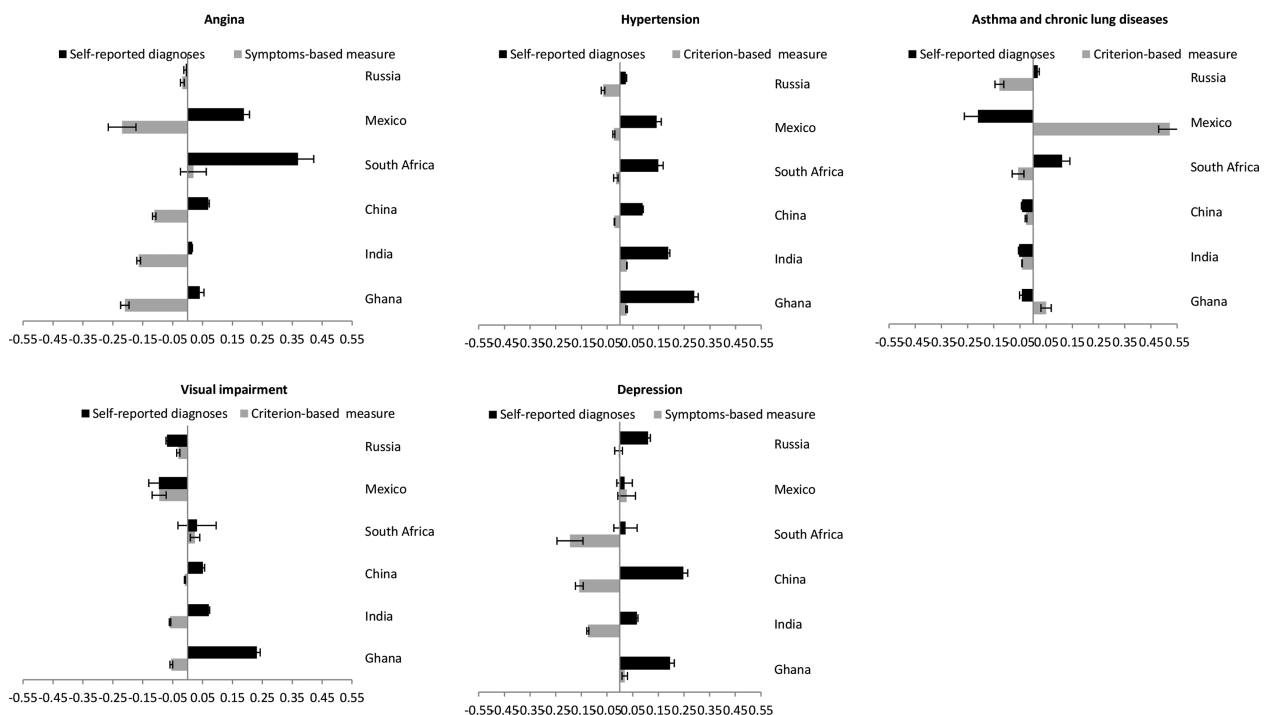 Angina
Self-reported diagnoses Symptoms-based measure
Russia
Mexico
South Africa
China
India
Ghana
-0.55-0.45-0.35-0.25-0.15-0.05 0.05 0.15 0.25 0.35 0.45 0.55
Hypertension
Self-reported diagnoses Criterion-based measure
Russia
Mexico
South Africa
China
India
Ghana
-0.55-0.45-0.35-0.25-0.15-0.050.05 0.15 0.25 0.35 0.45 0.55
Asthma and chronic lung diseases
Self-reported diagnoses Criterion-based measure
Russia
Mexico
South Africa
China
India
Ghana
-0.55-0.45-0.35-0.25-0.15-0.050.05 0.15 0.25 0.35 0.45 0.55
Visual impairment
Self-reported diagnoses Criterion-based measure
Russia
Mexico
South Africa
China
India
Ghana
-0.55-0.45-0.35-0.25-0.15-0.05 0.05 0.15 0.25 0.35 0.45 0.55
Depression
Self-reported diagnoses Symptoms-based measure
Russia
Mexico
South Africa
China
India
Ghana
-0.55-0.45-0.35-0.25-0.15-0.050.05 0.15 0.25 0.35 0.45 0.55